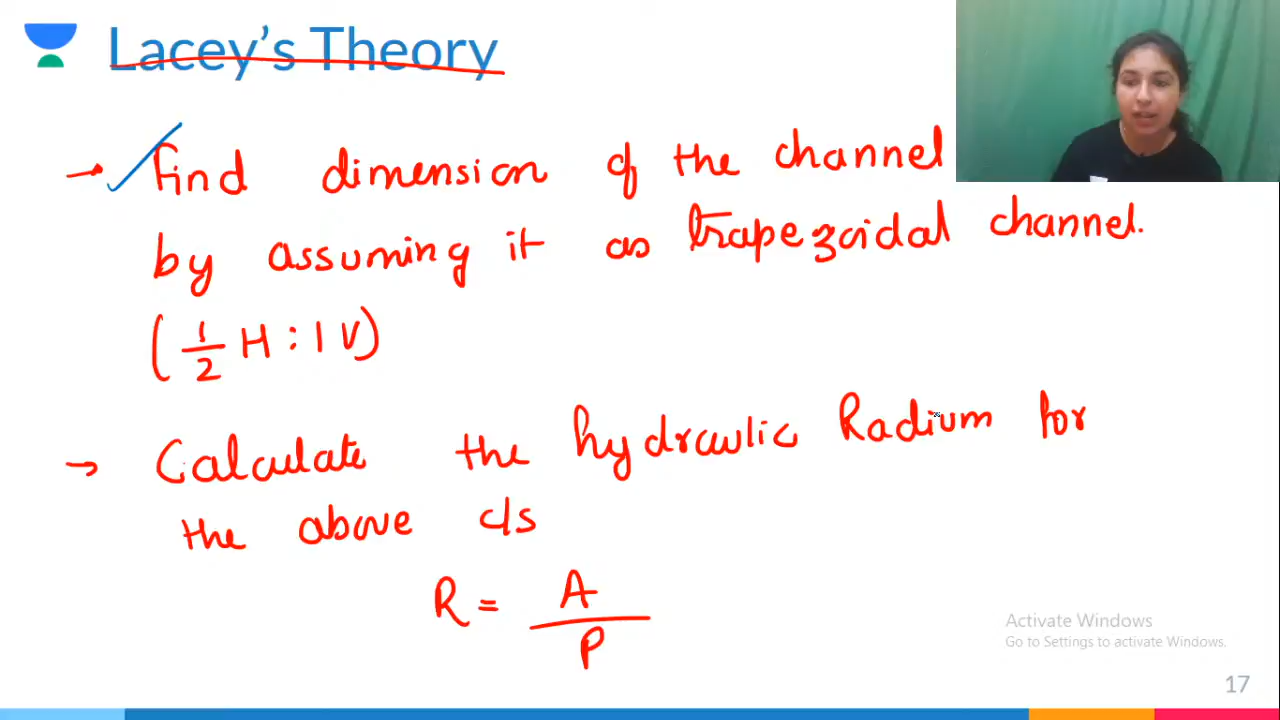 Lacey's Theory
→ Find dimension of the channel
by assuming it as trapezoidal channel.
(1/2 H : 1 V)
→ Calculate the hydraulic Radium for
the above c/s
R = A/P
Activate Windows
Go to Settings to activate Windows.
17